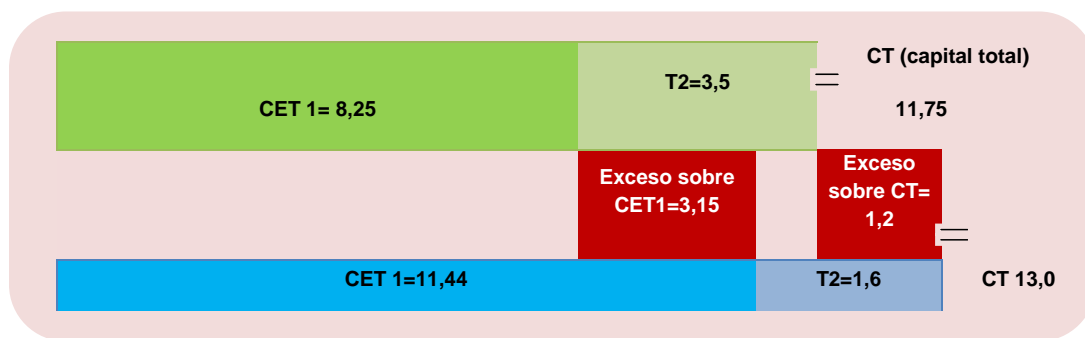 CET 1= 8,25
T2=3,5
=
CT (capital total)
11,75
Exceso sobre
CET1=3,15
Exceso
sobre CT=
1,2
=
CET 1=11,44
T2=1,6
CT 13,0